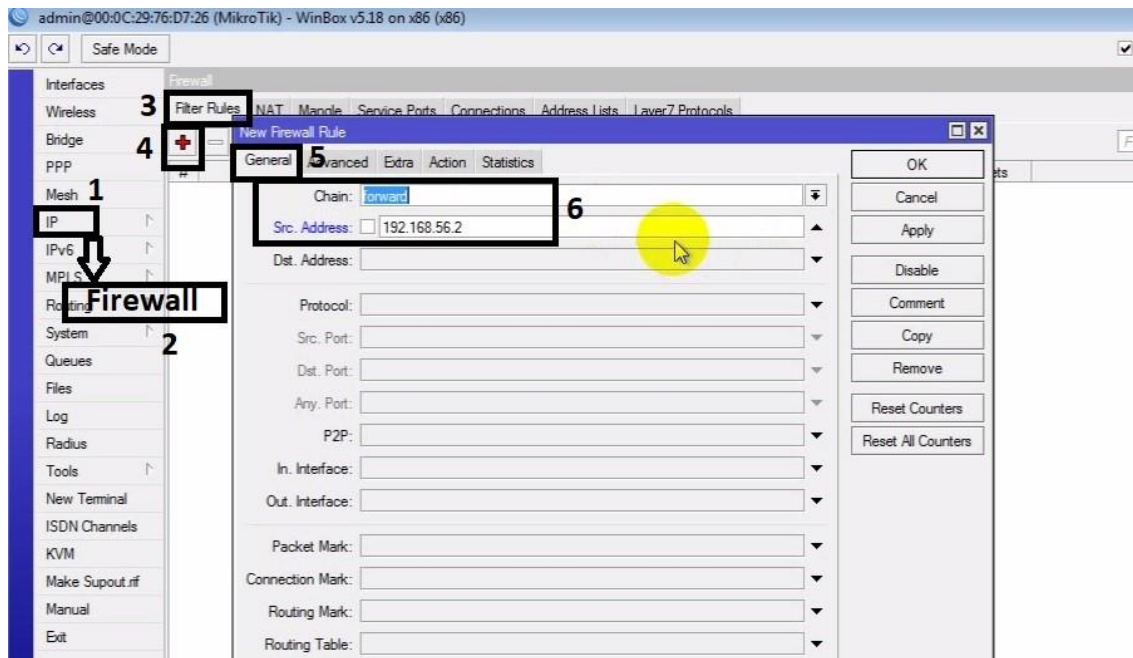 admin@00:0C:29:76:D7:26 (MikroTik) - WinBox v5.18 on x86 (x86)
Safe Mode
Interfaces
Wireless
Bridge
PPP
Mesh
IP
IPv6
MPLS
Routing
System
Queues
Files
Log
Radius
Tools
New Terminal
ISDN Channels
KVM
Make Supout.rif
Manual
Exit
1
Firewall
2
Firewall
3
Filter Rules NAT Mangle Service Ports Connections Address Lists Layer7 Protocols
4
#
New Firewall Rule
5
General Advanced Extra Action Statistics
Chain: forward
Src. Address: 192.168.56.2
6
Dst. Address:
Protocol:
Src. Port:
Dst. Port:
Any. Port:
P2P:
In. Interface:
Out. Interface:
Packet Mark:
Connection Mark:
Routing Mark:
Routing Table:
OK
Cancel
Apply
Disable
Comment
Copy
Remove
Reset Counters
Reset All Counters